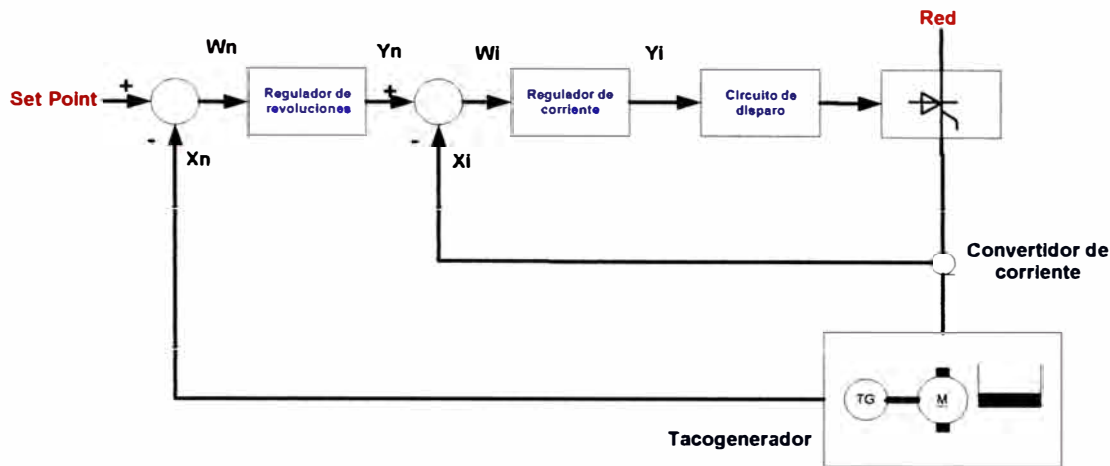 Red
Wn
Yn
Wi
Yi
+
+
Set Point
Regulador de
revoluciones
Regulador de
corriente
Circuito de
disparo
-
-
Xn
Xi
Convertidor de
corriente
TG
M
Tacogenerador